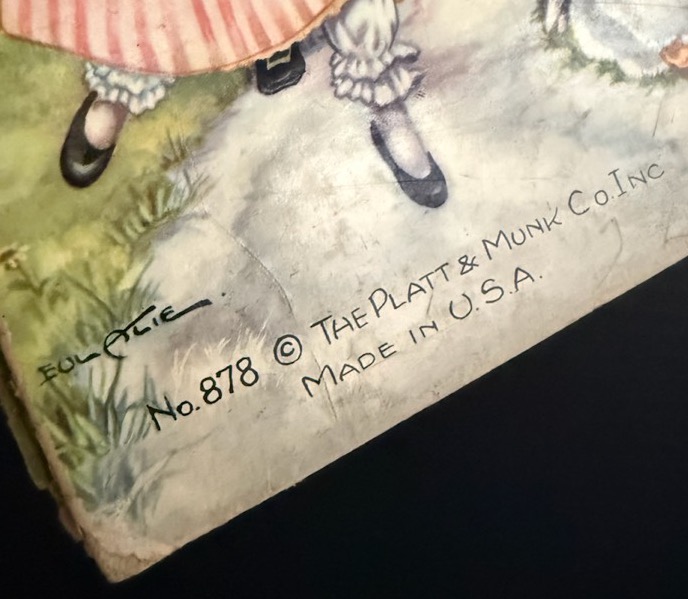 EULALIE.
No. 878 © THE PLATT & MUNK CO. INC
MADE IN U.S.A.